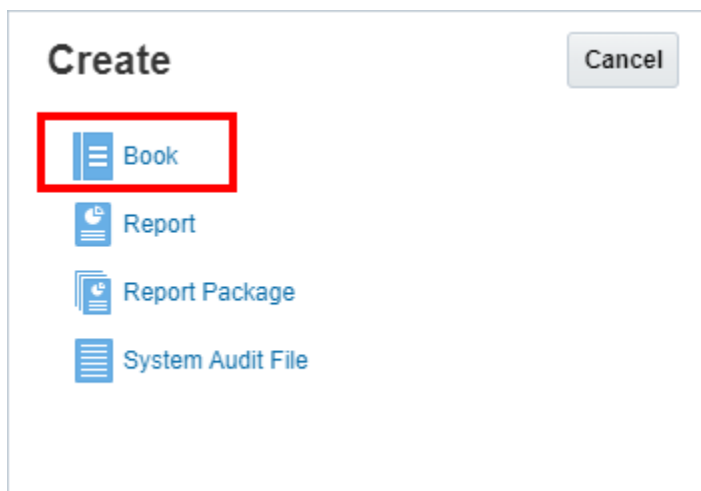 Create
Cancel
Book
Report
Report Package
System Audit File